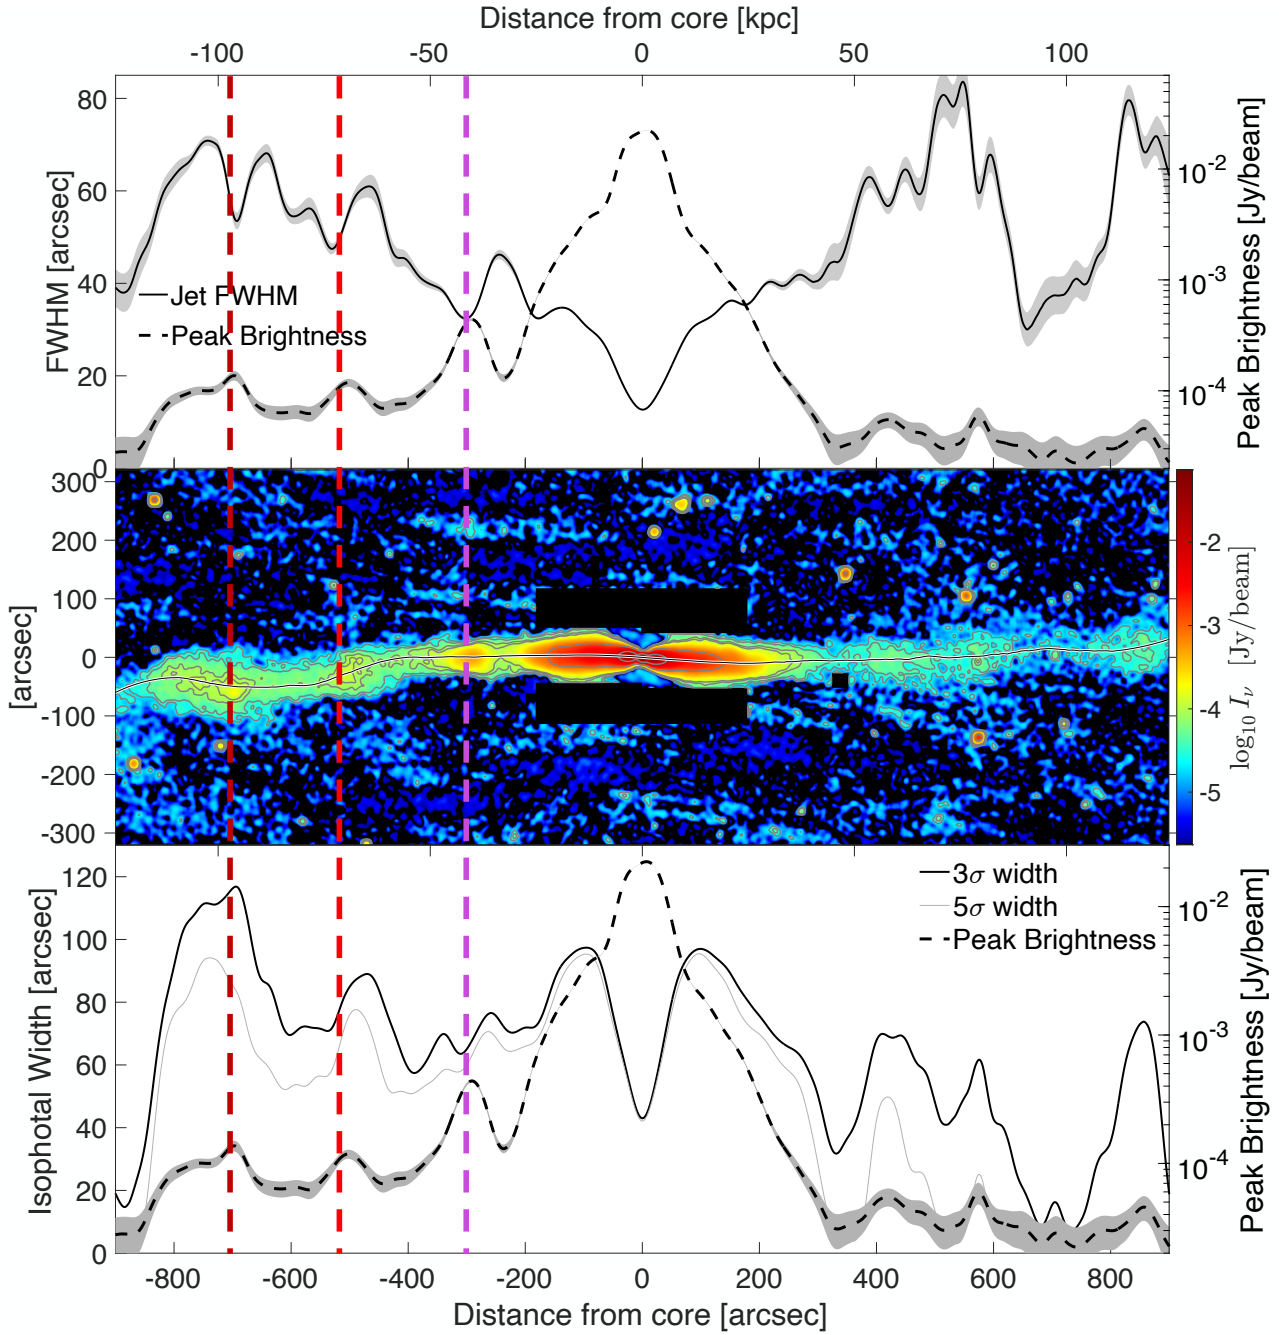 Distance from core [kpc]
-100 -50 0 50 100
80
60
40
20
0
FWHM [arcsec]
Jet FWHM
Peak Brightness
10⁻²
10⁻³
10⁻⁴
Peak Brightness [Jy/beam]
300
200
100
0
-100
-200
-300
[arcsec]
-2
-3
-4
-5
log₁₀ Iᵥ [Jy/beam]
120
100
80
60
40
20
0
Isophotal Width [arcsec]
3σ width
5σ width
Peak Brightness
10⁻²
10⁻³
10⁻⁴
Peak Brightness [Jy/beam]
-800 -600 -400 -200 0 200 400 600 800
Distance from core [arcsec]